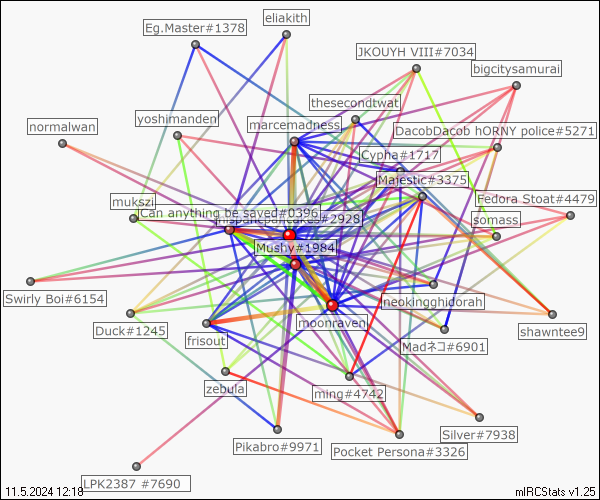 eliakith
Eg.Master#1378
JKOUYH VIII#7034
bigcitysamurai
thesecondtwat
yoshimanden
marcemadness
normalwan
DacobDacob hORNY police#5271
Cypha#1717
Majestic#3375
mukszi
Fedora Stoat#4479
Can anything be saved#0396
pancakes#2928
somass
Mushy#1984
Swirly Boi#6154
neokingghidorah
moonraven
Duck#1245
frisout
shawntee9
Madネコ#6901
zebula
ming#4742
Silver#7938
Pikabro#9971
Pocket Persona#3326
LPK2387 #7690
11.5.2024 12:18
mIRCStats v1.25